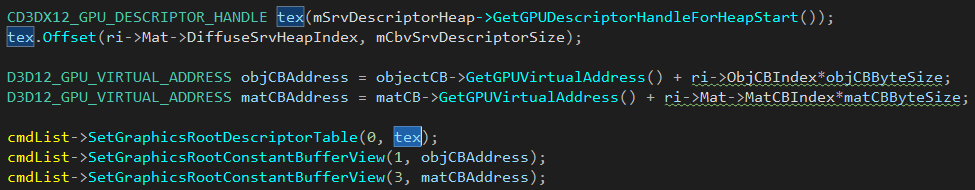 CD3DX12_GPU_DESCRIPTOR_HANDLE tex(mSrvDescriptorHeap->GetGPUDescriptorHandleForHeapStart());
tex.Offset(ri->Mat->DiffuseSrvHeapIndex, mCbvSrvDescriptorSize);
D3D12_GPU_VIRTUAL_ADDRESS objCBAddress = objectCB->GetGPUVirtualAddress() + ri->ObjCBIndex*objCBByteSize;
D3D12_GPU_VIRTUAL_ADDRESS matCBAddress = matCB->GetGPUVirtualAddress() + ri->Mat->MatCBIndex*matCBByteSize;
cmdList->SetGraphicsRootDescriptorTable(0, tex);
cmdList->SetGraphicsRootConstantBufferView(1, objCBAddress);
cmdList->SetGraphicsRootConstantBufferView(3, matCBAddress);